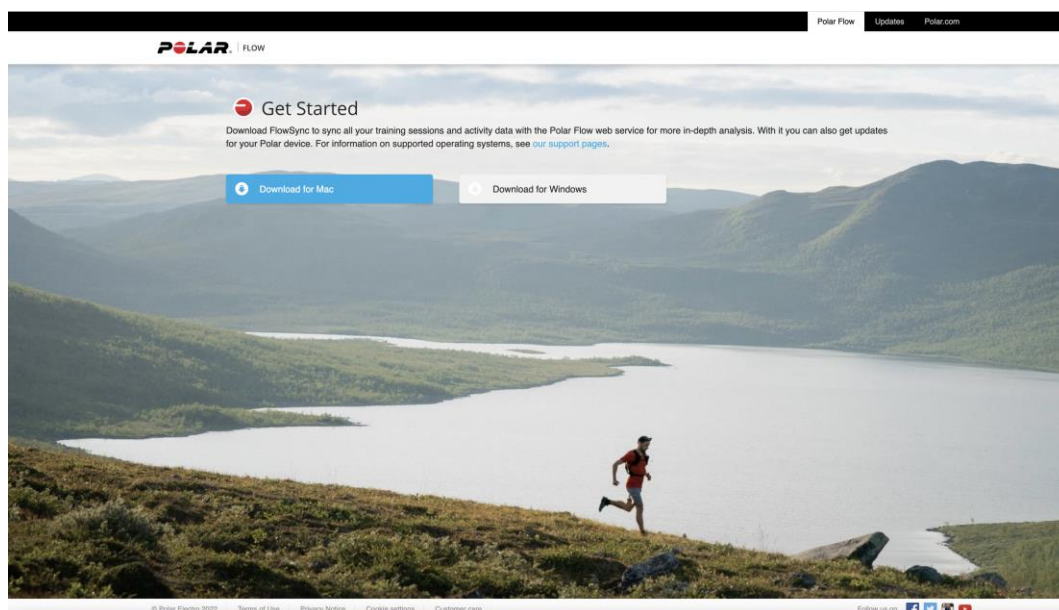 Polar Flow Updates Polar.com
POLAR. FLOW
Get Started
Download FlowSync to sync all your training sessions and activity data with the Polar Flow web service for more in-depth analysis. With it you can also get updates
for your Polar device. For information on supported operating systems, see our support pages.
Download for Mac Download for Windows
© Polar Electro 2022 Terms of Use Privacy Notice Cookie settings Customer care Follow us on